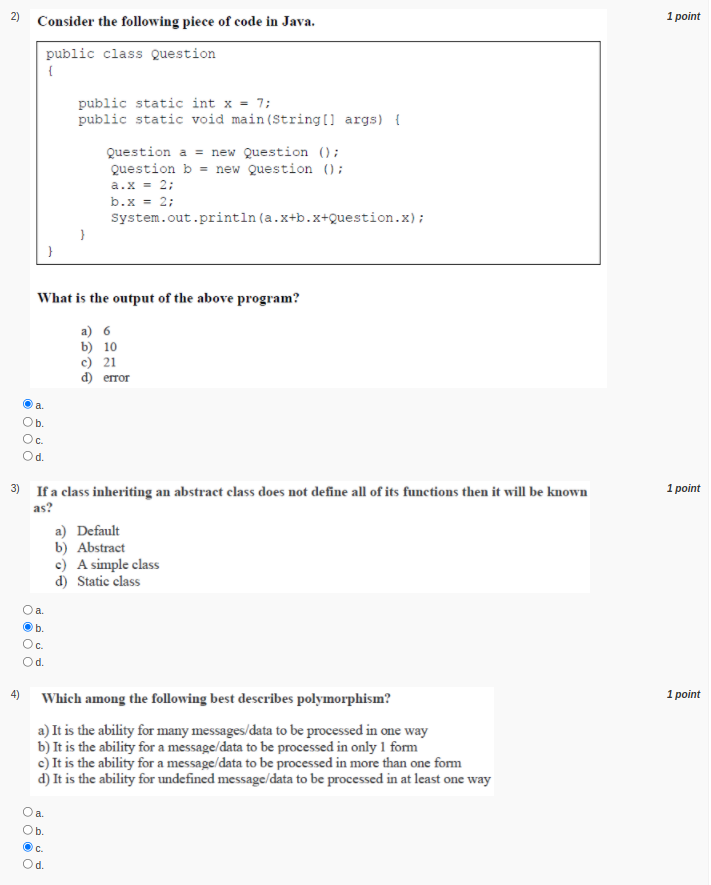 2) Consider the following piece of code in Java. 1 point
public class Question
{
public static int x = 7;
public static void main(String[] args) {
Question a = new Question ();
Question b = new Question ();
a.x = 2;
b.x = 2;
System.out.println(a.x+b.x+Question.x);
}
}
What is the output of the above program?
a) 6
b) 10
c) 21
d) error
a.
b.
c.
d.
3) If a class inheriting an abstract class does not define all of its functions then it will be known 1 point
as?
a) Default
b) Abstract
c) A simple class
d) Static class
a.
b.
c.
d.
4) Which among the following best describes polymorphism? 1 point
a) It is the ability for many messages/data to be processed in one way
b) It is the ability for a message/data to be processed in only 1 form
c) It is the ability for a message/data to be processed in more than one form
d) It is the ability for undefined message/data to be processed in at least one way
a.
b.
c.
d.